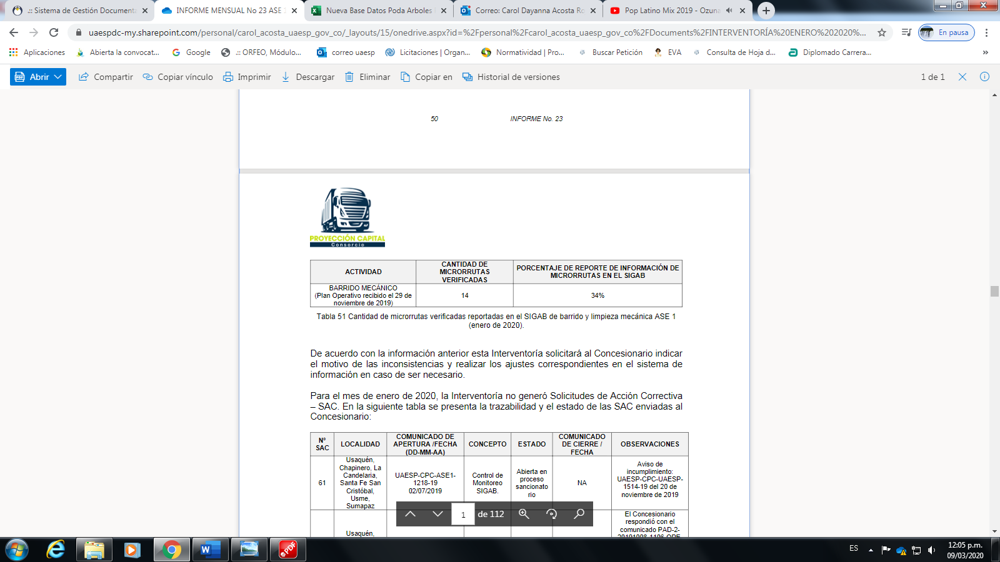 .:: Sistema de Gestión Documenta
INFORME MENSUAL No 23 ASE 1
Nueva Base Datos Poda Arboles
Correo: Carol Dayanna Acosta Ro
Pop Latino Mix 2019 - Ozuna
uaespdc-my.sharepoint.com/personal/carol_acosta_uaesp_gov_co/_layouts/15/onedrive.aspx?id=%2Fpersonal%2Fcarol_acosta_uaesp_gov_co%2FDocuments%2FINTERVENTORÍA%20ENERO%202020%...
En pausa
Aplicaciones
Abierta la convocat...
Google
.:: ORFEO, Módulo...
correo uaesp
Licitaciones | Organ...
Normatividad | Pro...
Buscar Petición
EVA
Consulta de Hoja d...
Diplomado Carrera...
»
Abrir
Compartir
Copiar vínculo
Imprimir
Descargar
Eliminar
Copiar en
Historial de versiones
1 de 1
50 INFORME No. 23
PROYECCIÓN CAPITAL
Consorcio
ACTIVIDAD
CANTIDAD DE
MICRORRUTAS
VERIFICADAS
PORCENTAJE DE REPORTE DE INFORMACIÓN DE
MICRORRUTAS EN EL SIGAB
BARRIDO MECÁNICO
(Plan Operativo recibido el 29 de
noviembre de 2019)
14
34%
Tabla 51 Cantidad de microrrutas verificadas reportadas en el SIGAB de barrido y limpieza mecánica ASE 1
(enero de 2020).
De acuerdo con la información anterior esta Interventoría solicitará al Concesionario indicar
el motivo de las inconsistencias y realizar los ajustes correspondientes en el sistema de
información en caso de ser necesario.
Para el mes de enero de 2020, la Interventoría no generó Solicitudes de Acción Correctiva
– SAC. En la siguiente tabla se presenta la trazabilidad y el estado de las SAC enviadas al
Concesionario:
N°
SAC
LOCALIDAD
COMUNICADO DE
APERTURA /FECHA
(DD-MM-AA)
CONCEPTO
ESTADO
COMUNICADO
DE CIERRE /
FECHA
OBSERVACIONES
61
Usaquén,
Chapinero, La
Candelaria,
Santa Fe San
Cristóbal,
Usme,
Sumapaz
UAESP-CPC-ASE1-
1218-19
02/07/2019
Control de
Monitoreo
SIGAB.
Abierta en
proceso
sancionato
rio
NA
Aviso de
incumplimiento:
UAESP-CPC-UAESP-
1514-19 del 20 de
noviembre de 2019
Usaquén,
El Concesionario
respondió con el
comunicado PAD-2-
1 de 112
PDF
ES
12:05 p.m.
09/03/2020